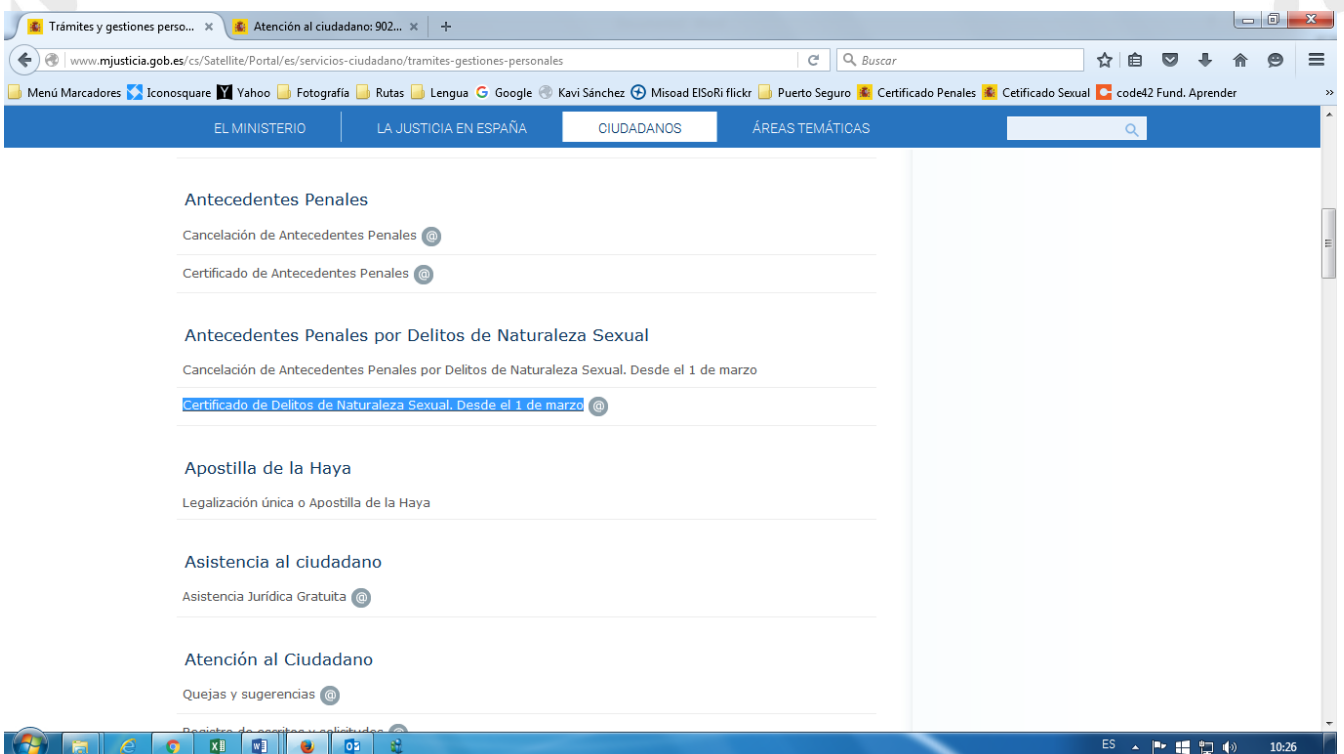 Trámites y gestiones perso...
Atención al ciudadano: 902...
www.mjusticia.gob.es/cs/Satellite/Portal/es/servicios-ciudadano/tramites-gestiones-personales
Buscar
Menú Marcadores Iconosquare Yahoo Fotografía Rutas Lengua Google Kavi Sánchez Misoad ElSoRi flickr Puerto Seguro Certificado Penales Cetificado Sexual code42 Fund. Aprender »
EL MINISTERIO LA JUSTICIA EN ESPAÑA CIUDADANOS ÁREAS TEMÁTICAS
Antecedentes Penales
Cancelación de Antecedentes Penales @
Certificado de Antecedentes Penales @
Antecedentes Penales por Delitos de Naturaleza Sexual
Cancelación de Antecedentes Penales por Delitos de Naturaleza Sexual. Desde el 1 de marzo
Certificado de Delitos de Naturaleza Sexual. Desde el 1 de marzo @
Apostilla de la Haya
Legalización única o Apostilla de la Haya
Asistencia al ciudadano
Asistencia Jurídica Gratuita @
Atención al Ciudadano
Quejas y sugerencias @
Registro de escritos y solicitudes @
ES 10:26